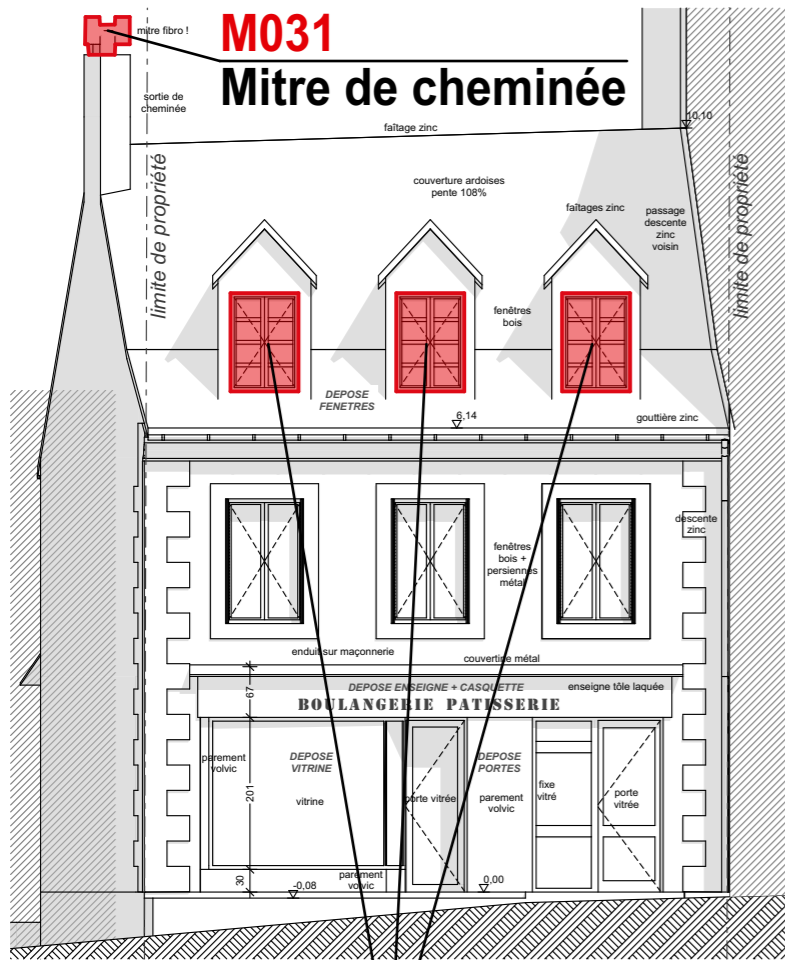 mitre fibro !
M031
Mitre de cheminée
sortie de
cheminée
faîtage zinc
10,10
limite de propriété
limite de propriété
couverture ardoises
pente 108%
faîtages zinc
passage
descente
zinc
voisin
fenêtres
bois
DEPOSE
FENETRES
6,14
gouttière zinc
descente
zinc
fenêtres
bois +
persiennes
métal
enduit sur maçonnerie
couvertine métal
67
DEPOSE ENSEIGNE + CASQUETTE
enseigne tôle laquée
BOULANGERIE PATISSERIE
parement
volvic
DEPOSE
VITRINE
DEPOSE
PORTES
201
vitrine
porte vitrée
parement
volvic
fixe
vitré
porte
vitrée
30
parement
volvic
-0,08
0,00